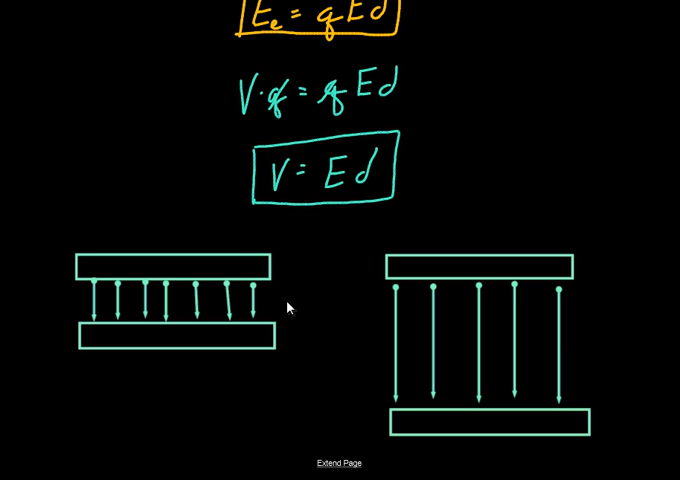 Eₑ = qEd
V·q = qEd
V = Ed
Extend Page